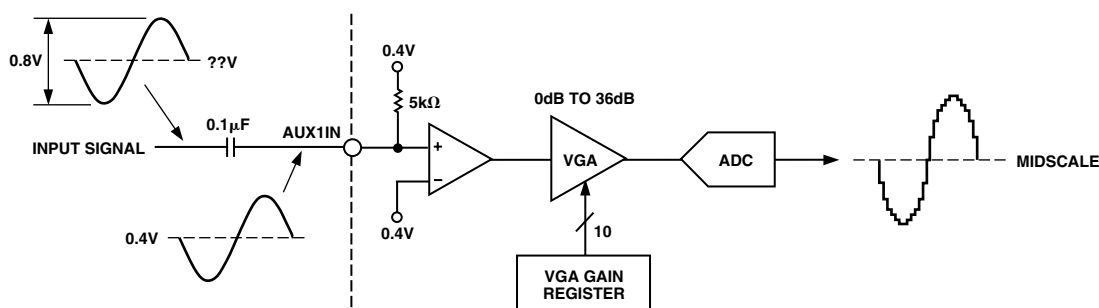 0.8V
??V
0.4V
0dB TO 36dB
5kΩ
0.1μF
AUX1IN
INPUT SIGNAL
+
–
VGA
ADC
MIDSCALE
0.4V
0.4V
10
VGA GAIN
REGISTER